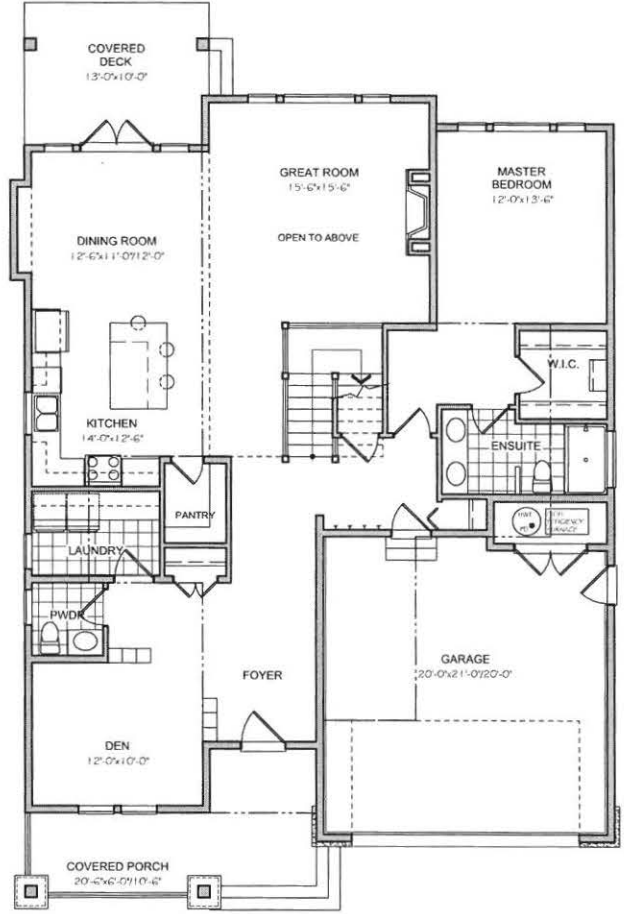 COVERED
DECK
13'-0"x10'-0"
GREAT ROOM
15'-6"x15'-6"
OPEN TO ABOVE
MASTER
BEDROOM
12'-0"x13'-6"
DINING ROOM
12'-6"x11'-0"/12'-0"
W.I.C.
KITCHEN
14'-0"x12'-6"
ENSUITE
PANTRY
HWT
LAUNDRY
PWDR
GARAGE
20'-0"x21'-0"/20'-0"
FOYER
DEN
12'-0"x10'-0"
COVERED PORCH
20'-6"x6'-0"/10'-6"